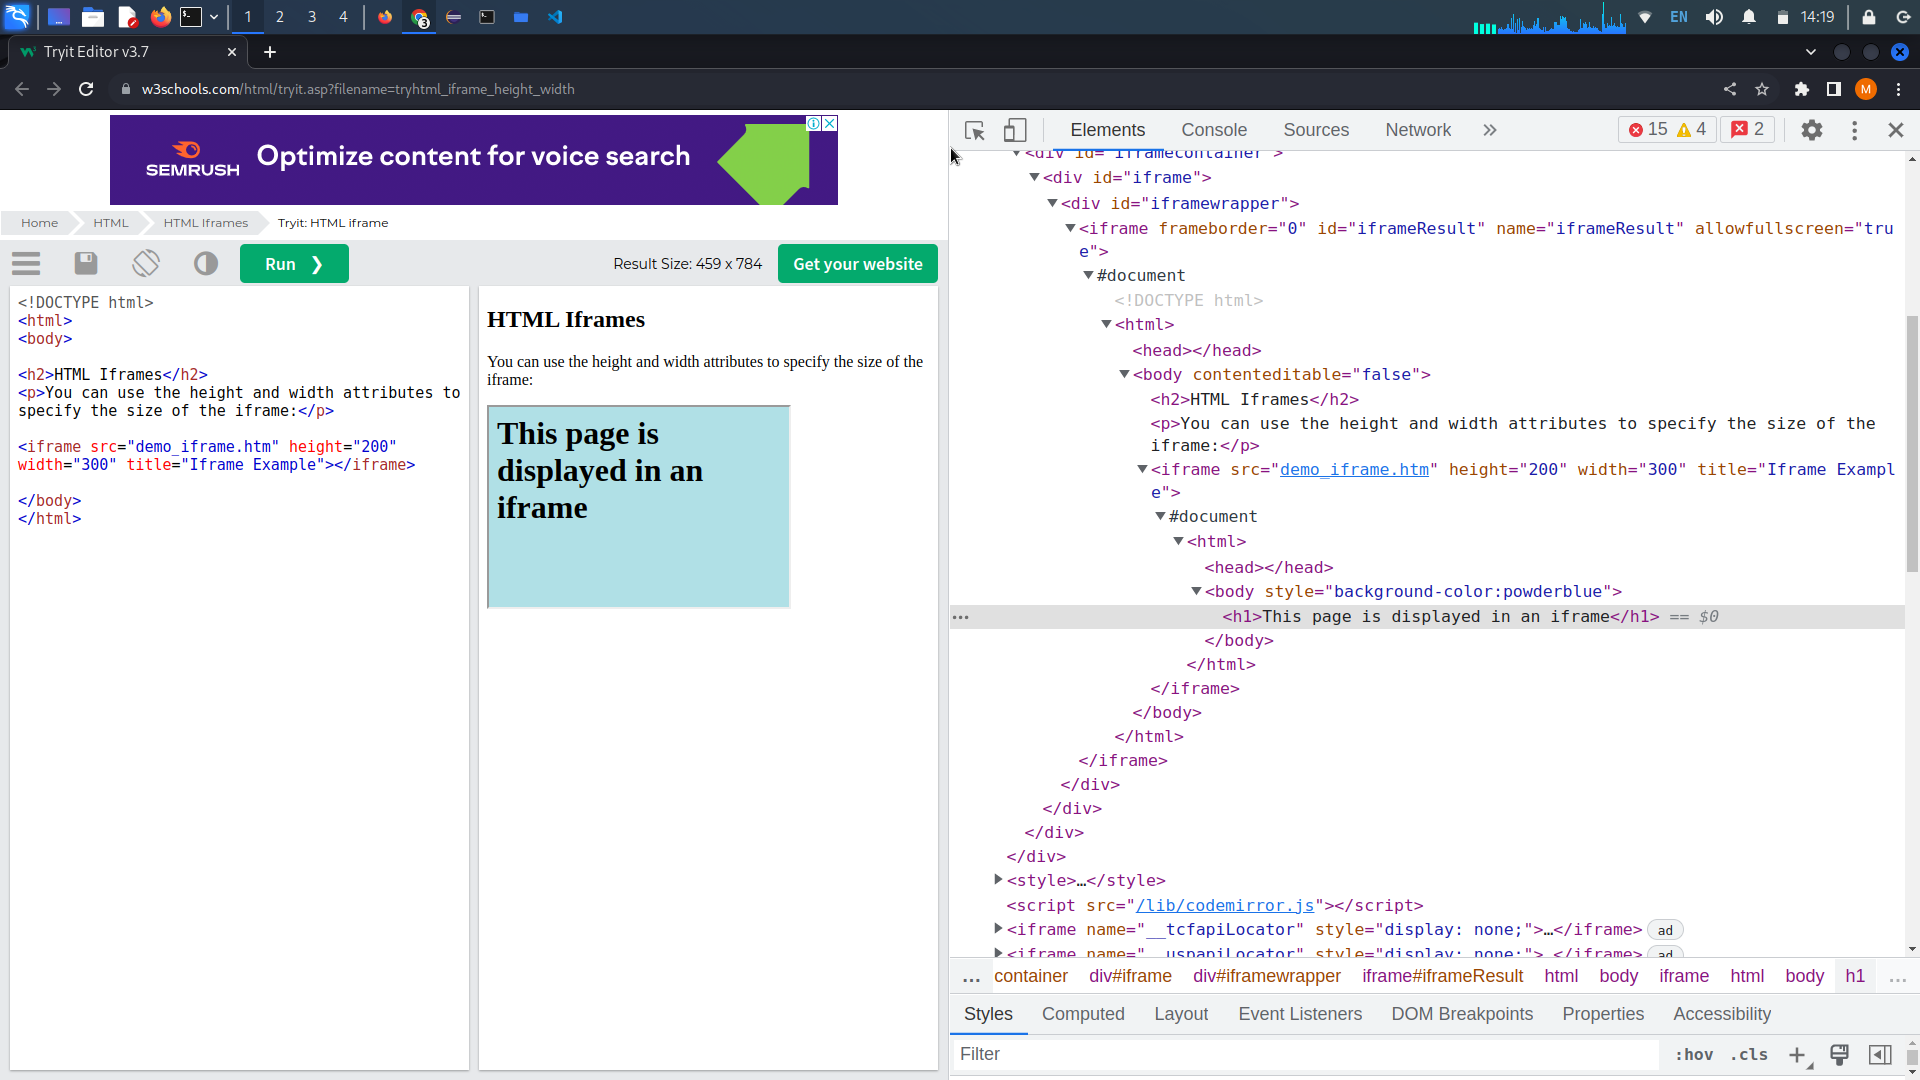 1 2 3 4 3 EN 14:19
Tryit Editor v3.7
w3schools.com/html/tryit.asp?filename=tryhtml_iframe_height_width M
SEMRUSH Optimize content for voice search
Home HTML HTML Iframes Tryit: HTML iframe
Run ❯ Result Size: 459 x 784 Get your website
<!DOCTYPE html>
<html>
<body>
<h2>HTML Iframes</h2>
<p>You can use the height and width attributes to
specify the size of the iframe:</p>
<iframe src="demo_iframe.htm" height="200"
width="300" title="Iframe Example"></iframe>
</body>
</html>
HTML Iframes
You can use the height and width attributes to specify the size of the
iframe:
This page is
displayed in an
iframe
Elements Console Sources Network 15 4 2
<div id="iframecontainer">
<div id="iframe">
<div id="iframewrapper">
<iframe frameborder="0" id="iframeResult" name="iframeResult" allowfullscreen="tru
e">
#document
<!DOCTYPE html>
<html>
<head></head>
<body contenteditable="false">
<h2>HTML Iframes</h2>
<p>You can use the height and width attributes to specify the size of the
iframe:</p>
<iframe src="demo_iframe.htm" height="200" width="300" title="Iframe Exampl
e">
#document
<html>
<head></head>
<body style="background-color:powderblue">
… <h1>This page is displayed in an iframe</h1> == $0
</body>
</html>
</iframe>
</body>
</html>
</iframe>
</div>
</div>
</div>
</div>
<style>…</style>
<script src="/lib/codemirror.js"></script>
<iframe name="__tcfapiLocator" style="display: none;">…</iframe> ad
<iframe name="__uspapiLocator" style="display: none;">…</iframe> ad
… container div#iframe div#iframewrapper iframe#iframeResult html body iframe html body h1 …
Styles Computed Layout Event Listeners DOM Breakpoints Properties Accessibility
Filter :hov .cls